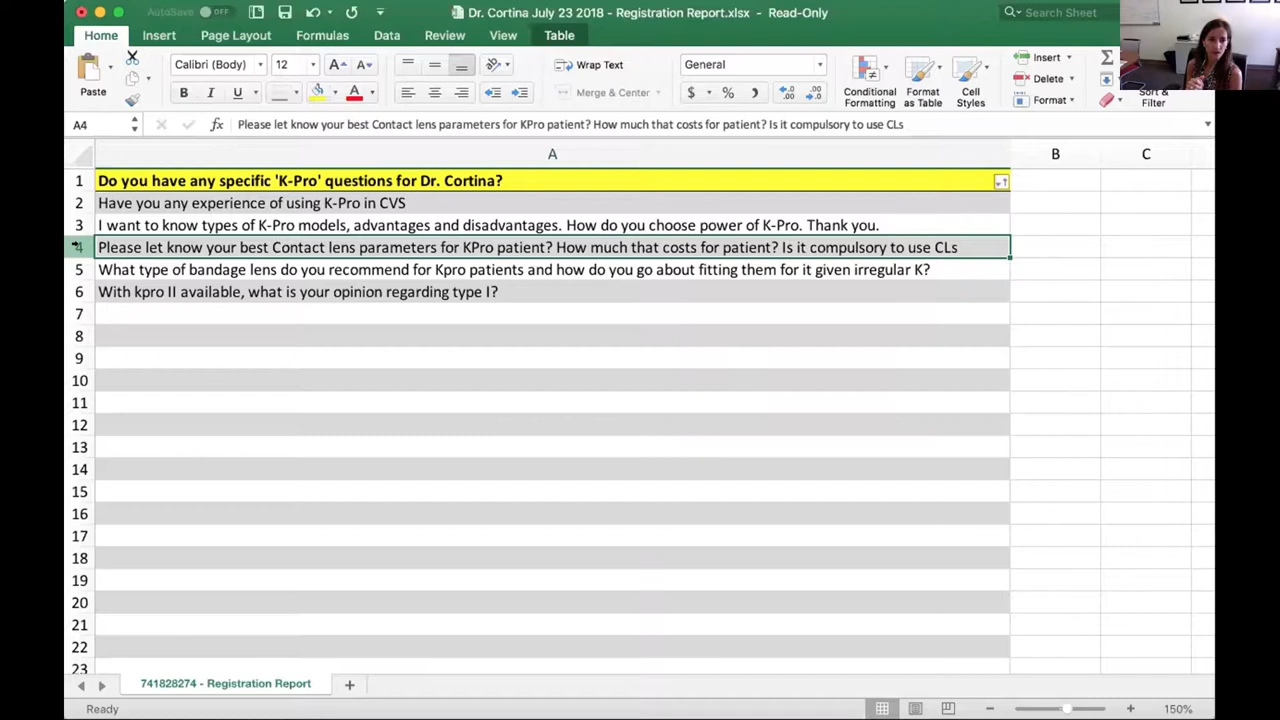 AutoSave OFF
Dr. Cortina July 23 2018 - Registration Report.xlsx - Read-Only
Search Sheet
Home Insert Page Layout Formulas Data Review View Table
Paste
Calibri (Body) 12 A A
B I U A
Wrap Text
Merge & Center
General
$ % )
Conditional Formatting
Format as Table
Cell Styles
Insert
Delete
Format
Sort & Filter
A4 fx Please let know your best Contact lens parameters for KPro patient? How much that costs for patient? Is it compulsory to use CLs
A B C
1 Do you have any specific 'K-Pro' questions for Dr. Cortina?
2 Have you any experience of using K-Pro in CVS
3 I want to know types of K-Pro models, advantages and disadvantages. How do you choose power of K-Pro. Thank you.
4 Please let know your best Contact lens parameters for KPro patient? How much that costs for patient? Is it compulsory to use CLs
5 What type of bandage lens do you recommend for Kpro patients and how do you go about fitting them for it given irregular K?
6 With kpro II available, what is your opinion regarding type I?
7
8
9
10
11
12
13
14
15
16
17
18
19
20
21
22
23
741828274 - Registration Report
Ready
150%